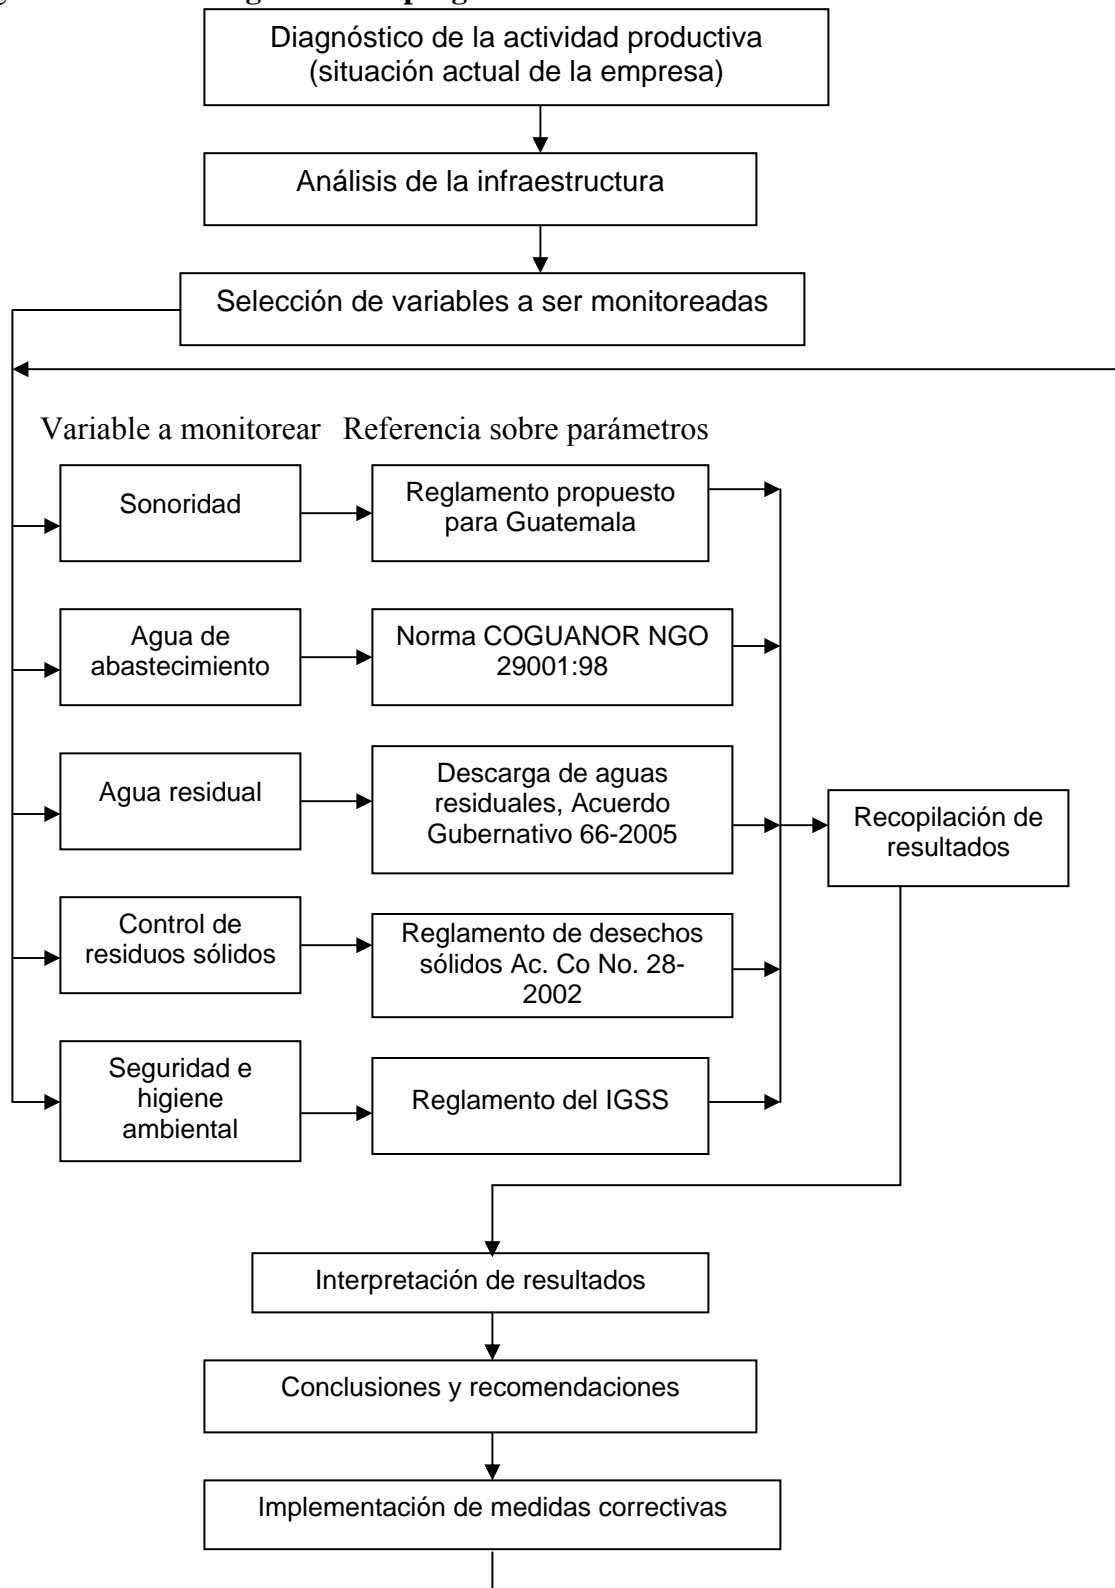 Diagnóstico de la actividad productiva
(situación actual de la empresa)
Análisis de la infraestructura
Selección de variables a ser monitoreadas
Variable a monitorear Referencia sobre parámetros
Sonoridad
Reglamento propuesto
para Guatemala
Agua de
abastecimiento
Norma COGUANOR NGO
29001:98
Agua residual
Descarga de aguas
residuales, Acuerdo
Gubernativo 66-2005
Control de
residuos sólidos
Reglamento de desechos
sólidos Ac. Co No. 28-
2002
Seguridad e
higiene
ambiental
Reglamento del IGSS
Recopilación de
resultados
Interpretación de resultados
Conclusiones y recomendaciones
Implementación de medidas correctivas